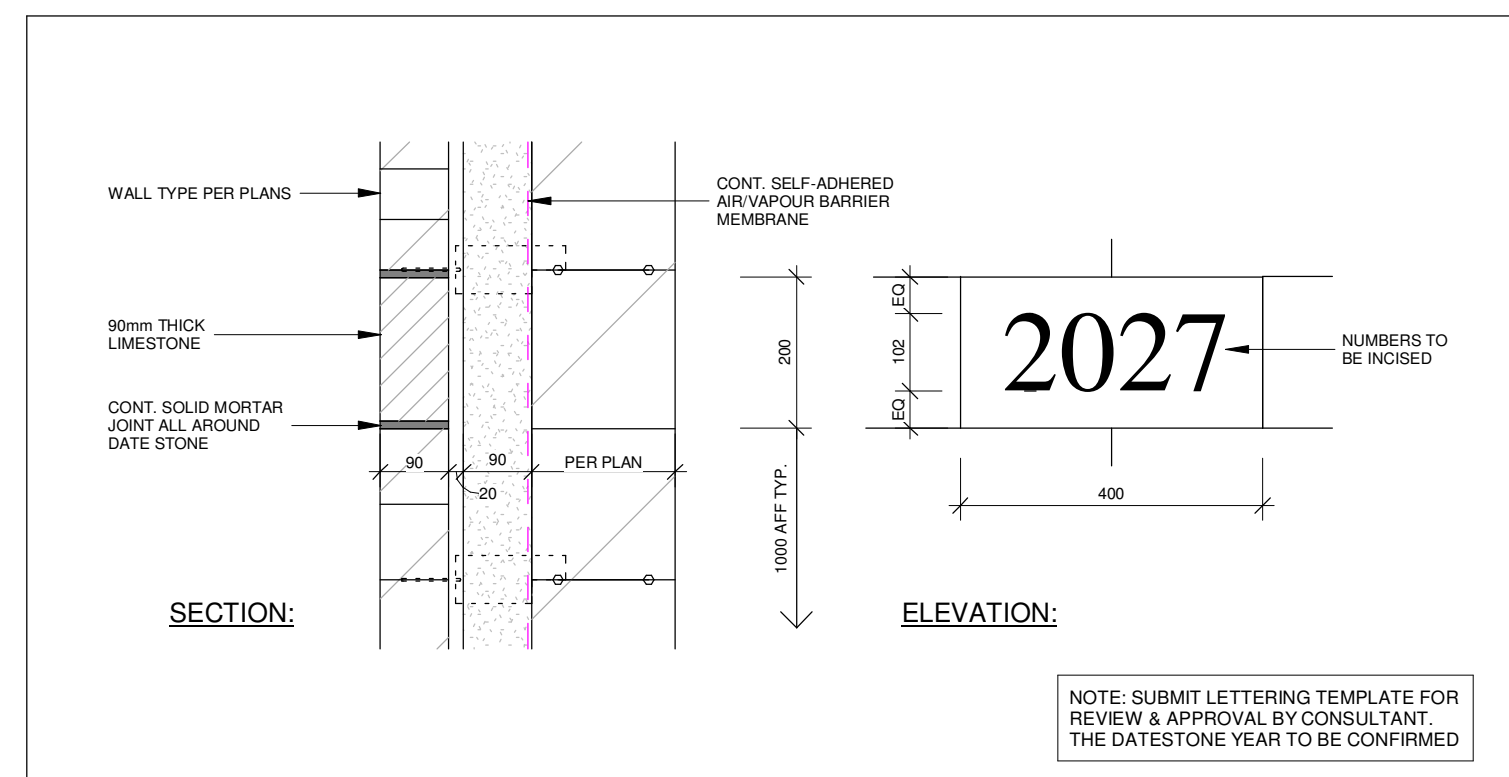 WALL TYPE PER PLANS
CONT. SELF-ADHERED
AIR/VAPOUR BARRIER
MEMBRANE
90mm THICK
LIMESTONE
CONT. SOLID MORTAR
JOINT ALL AROUND
DATE STONE
90
90
PER PLAN
20
SECTION:
200
1000 AFF TYP.
EQ
102
EQ
2027
NUMBERS TO
BE INCISED
400
ELEVATION:
NOTE: SUBMIT LETTERING TEMPLATE FOR
REVIEW & APPROVAL BY CONSULTANT.
THE DATESTONE YEAR TO BE CONFIRMED